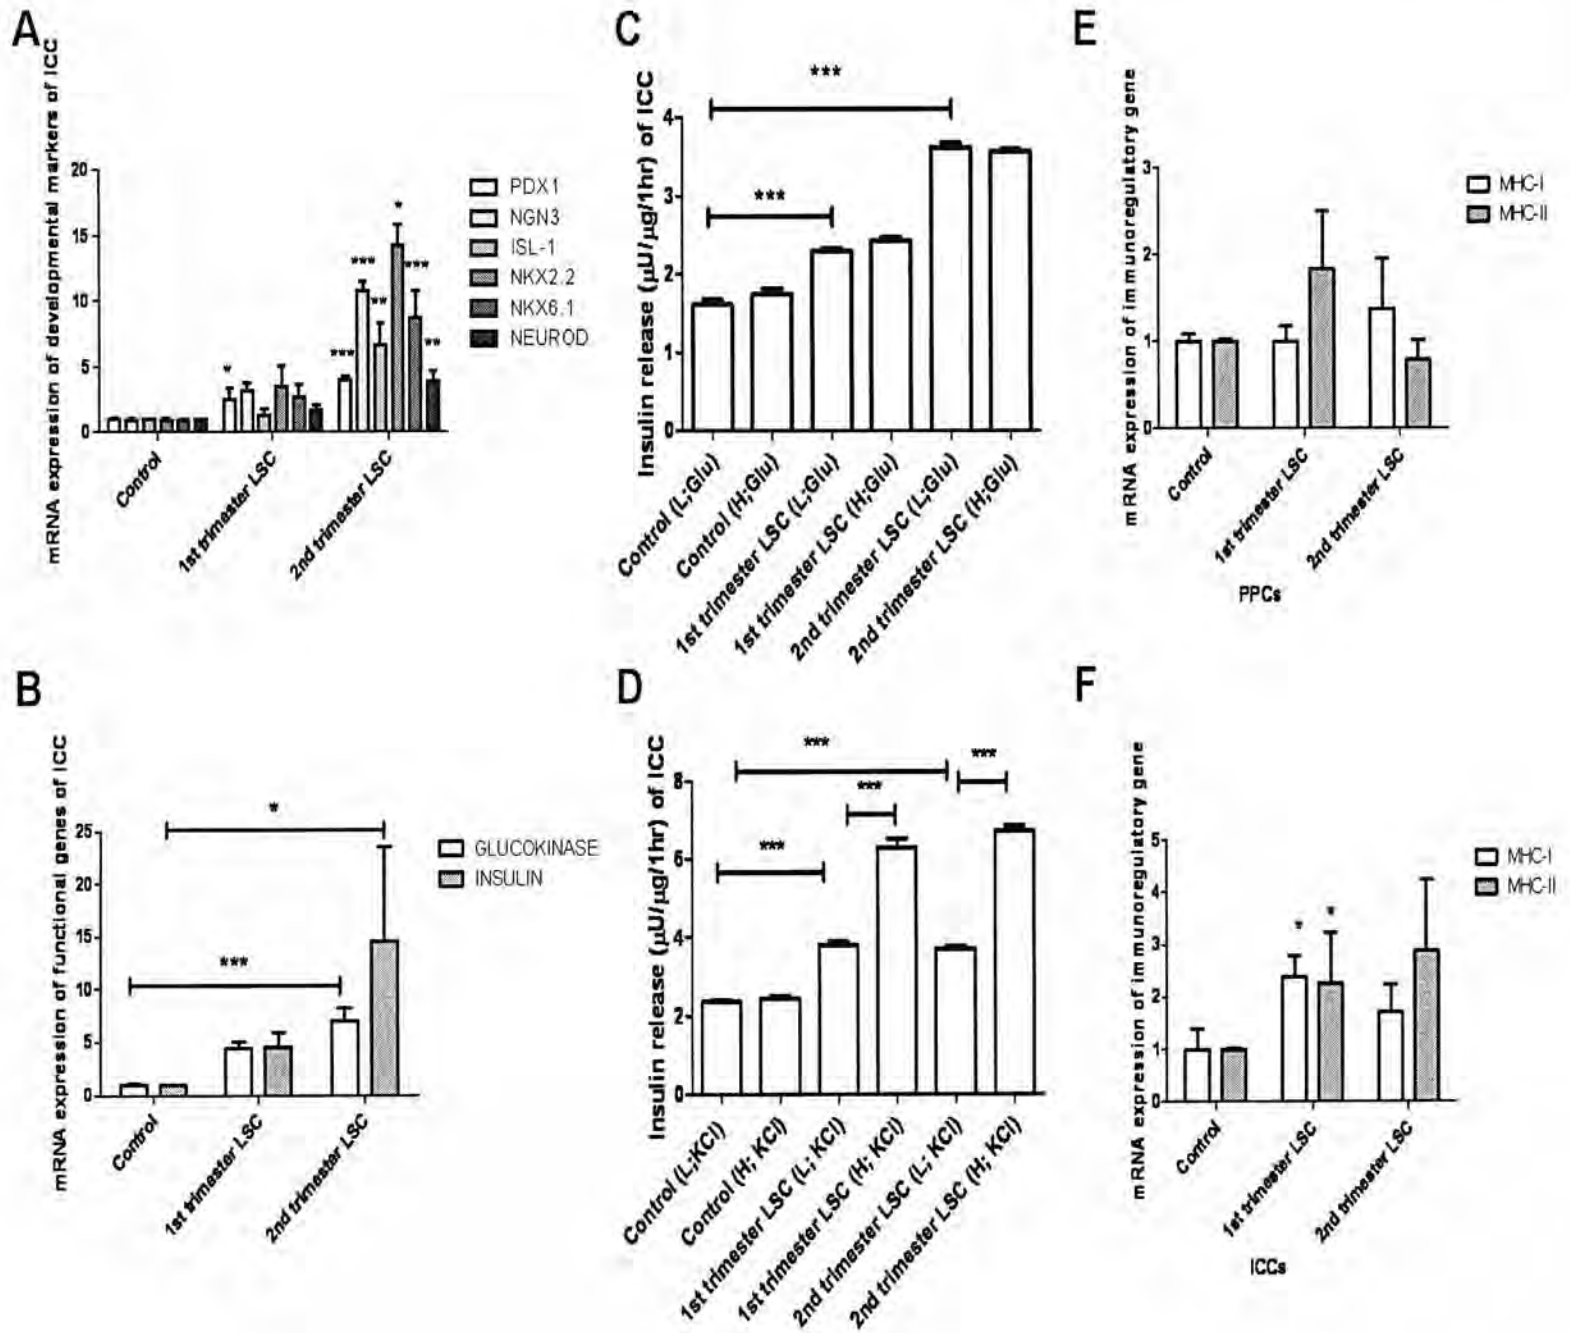 A
mRNA expression of developmental markers of ICC
20
15
10
5
0
*
***
***
**
*
***
**
PDX1
NGN3
ISL-1
NKX2.2
NKX6.1
NEUROD
Control
1st trimester LSC
2nd trimester LSC
B
mRNA expression of functional genes of ICC
25
20
15
10
5
0
*
***
GLUCOKINASE
INSULIN
Control
1st trimester LSC
2nd trimester LSC
C
Insulin release (µU/µg/1hr) of ICC
4
3
2
1
0
***
***
Control (L;Glu)
Control (H;Glu)
1st trimester LSC (L;Glu)
1st trimester LSC (H;Glu)
2nd trimester LSC (L;Glu)
2nd trimester LSC (H;Glu)
D
Insulin release (µU/µg/1hr) of ICC
8
6
4
2
0
***
***
***
***
Control (L;KCl)
Control (H; KCl)
1st trimester LSC (L; KCl)
1st trimester LSC (H; KCl)
2nd trimester LSC (L; KCl)
2nd trimester LSC (H; KCl)
E
mRNA expression of immunoregulatory gene
3
2
1
0
MHC-I
MHC-II
Control
1st trimester LSC
2nd trimester LSC
PPCs
F
mRNA expression of immunoregulatory gene
5
4
3
2
1
0
*
*
MHC-I
MHC-II
Control
1st trimester LSC
2nd trimester LSC
ICCs